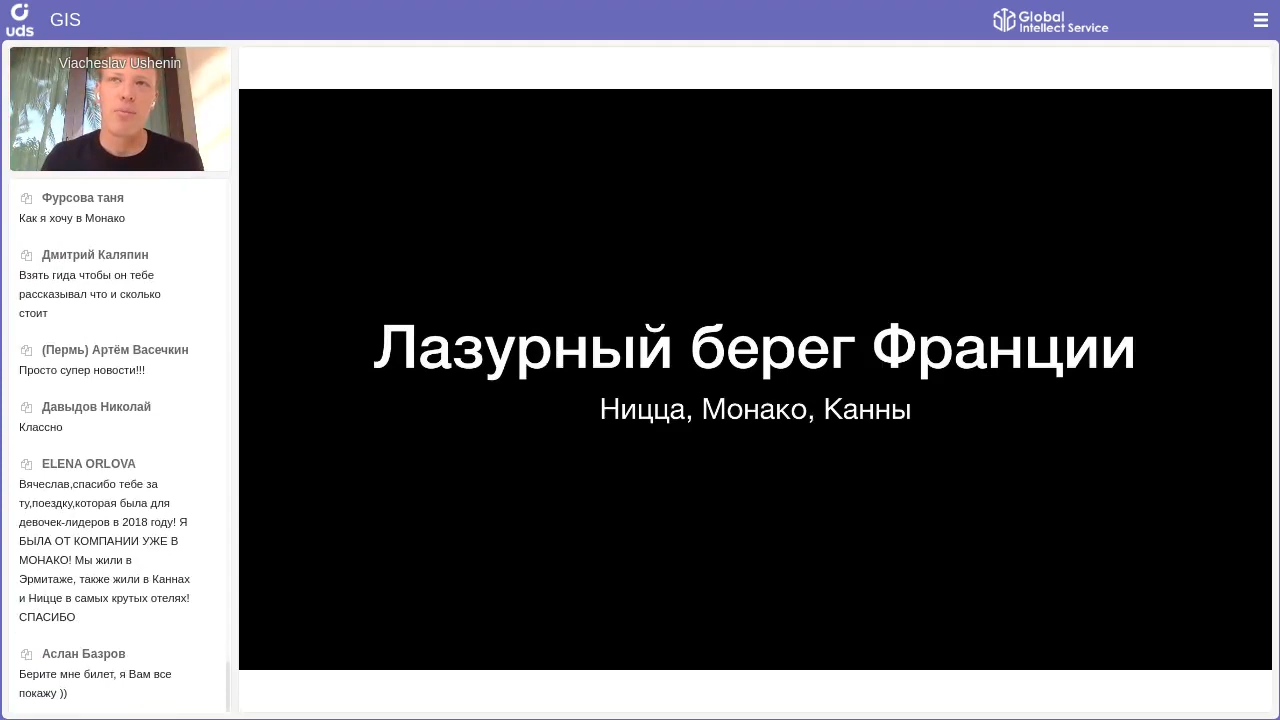 uds
GIS
Global
Intellect Service
Viacheslav Ushenin
Фурсова таня
Как я хочу в Монако
Дмитрий Каляпин
Взять гида чтобы он тебе
рассказывал что и сколько
стоит
(Пермь) Артём Васечкин
Просто супер новости!!!
Давыдов Николай
Классно
ELENA ORLOVA
Вячеслав,спасибо тебе за
ту,поездку,которая была для
девочек-лидеров в 2018 году! Я
БЫЛА ОТ КОМПАНИИ УЖЕ В
МОНАКО! Мы жили в
Эрмитаже, также жили в Каннах
и Ницце в самых крутых отелях!
СПАСИБО
Аслан Базров
Берите мне билет, я Вам все
покажу ))
Лазурный берег Франции
Ницца, Монако, Канны